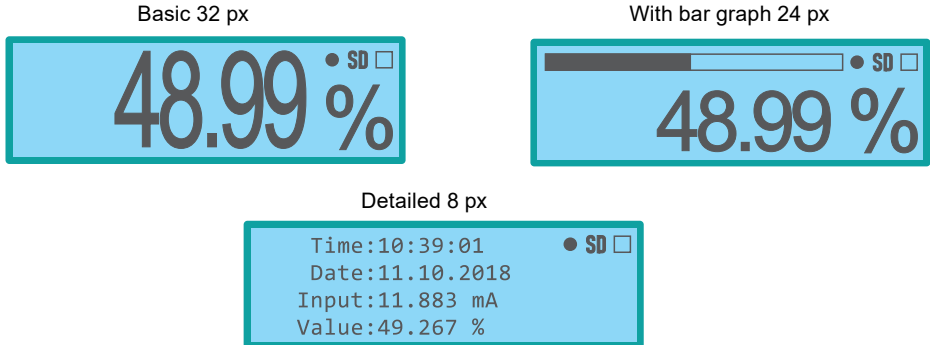 Basic 32 px
With bar graph 24 px
48.99 %
SD
SD
48.99 %
Detailed 8 px
Time:10:39:01
SD
Date:11.10.2018
Input:11.883 mA
Value:49.267 %